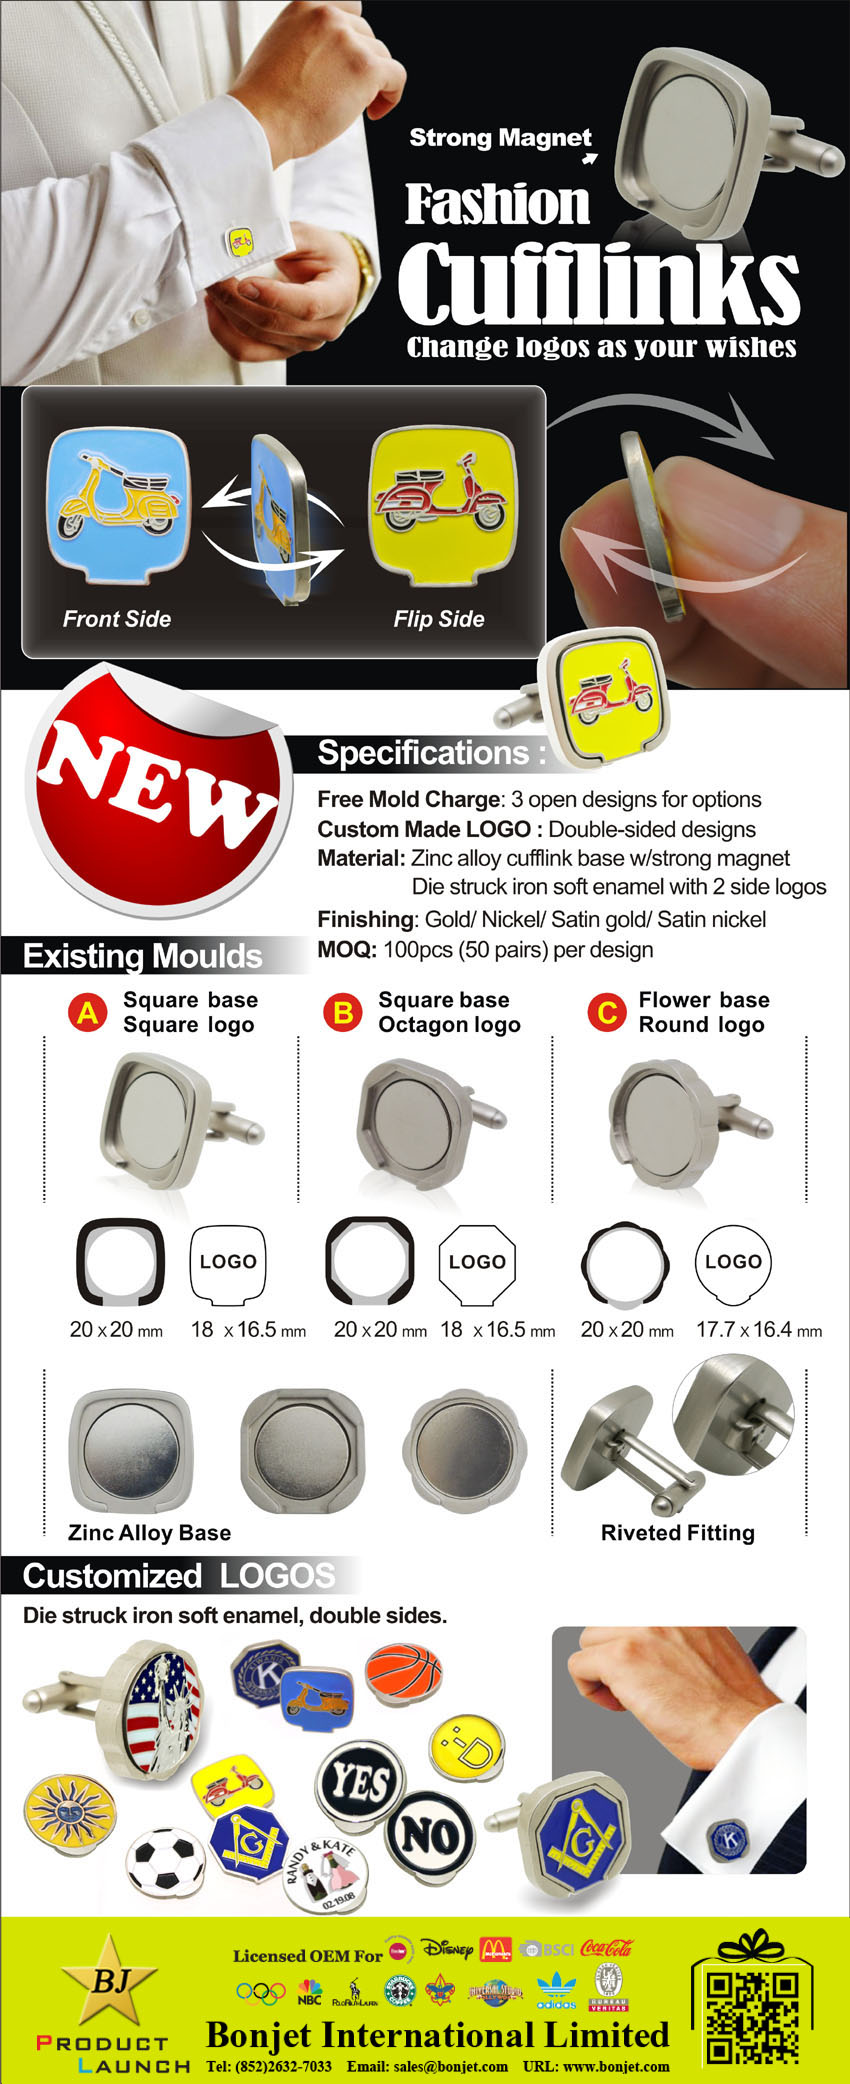 Strong Magnet
Fashion
Cufflinks
Change logos as your wishes
Front Side
Flip Side
NEW
Specifications :
Free Mold Charge: 3 open designs for options
Custom Made LOGO : Double-sided designs
Material: Zinc alloy cufflink base w/strong magnet
Die struck iron soft enamel with 2 side logos
Finishing: Gold/ Nickel/ Satin gold/ Satin nickel
MOQ: 100pcs (50 pairs) per design
Existing Moulds
A Square base
Square logo
B Square base
Octagon logo
C Flower base
Round logo
LOGO
LOGO
LOGO
20 x 20 mm
18 x 16.5 mm
20 x 20 mm
18 x 16.5 mm
20 x 20 mm
17.7 x 16.4 mm
Zinc Alloy Base
Riveted Fitting
Customized LOGOS
Die struck iron soft enamel, double sides.
K
YES
NO
G
G
RANDY & KATE
02.19.08
K
Licensed OEM For
Disney
BSCI
Coca-Cola
NBC
adidas
BUREAU
VERITAS
BJ
PRODUCT
LAUNCH
Bonjet International Limited
Tel: (852)2632-7033 Email: sales@bonjet.com URL: www.bonjet.com